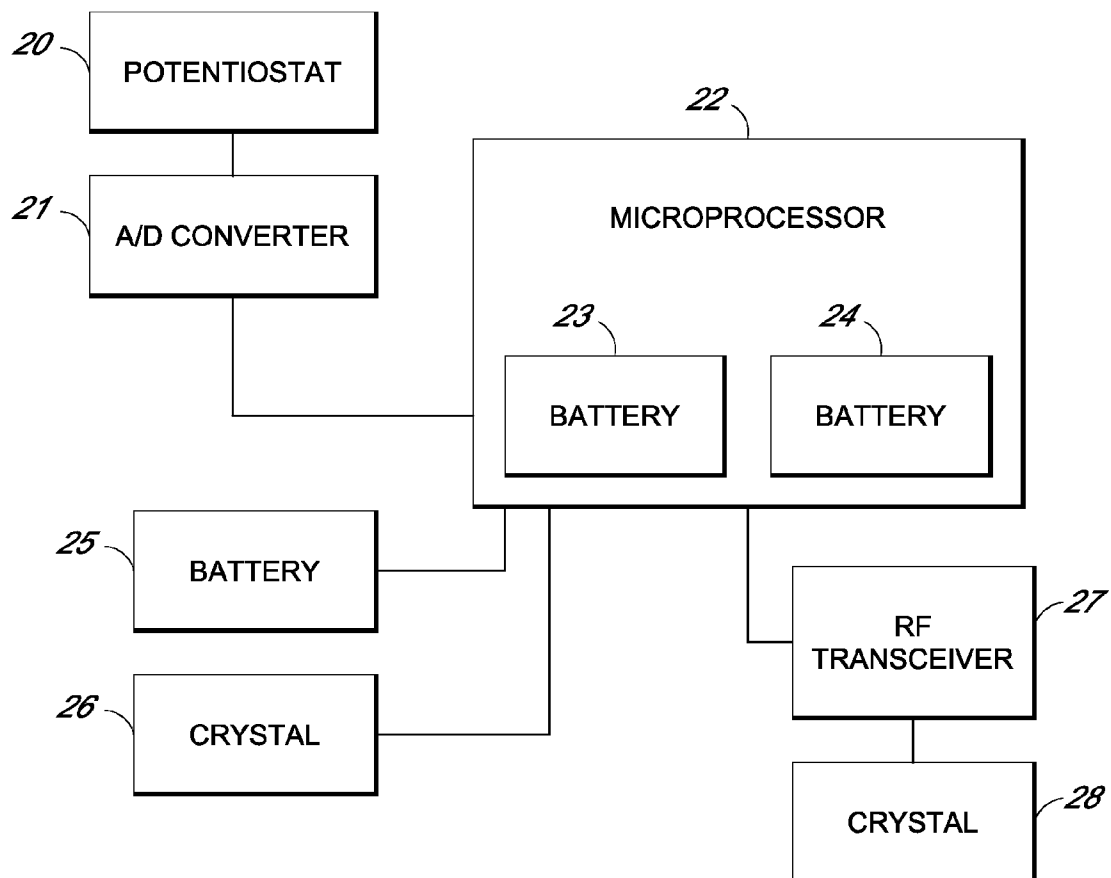 20
POTENTIOSTAT
21
A/D CONVERTER
22
MICROPROCESSOR
23
BATTERY
24
BATTERY
25
BATTERY
26
CRYSTAL
27
RF
TRANSCEIVER
28
CRYSTAL